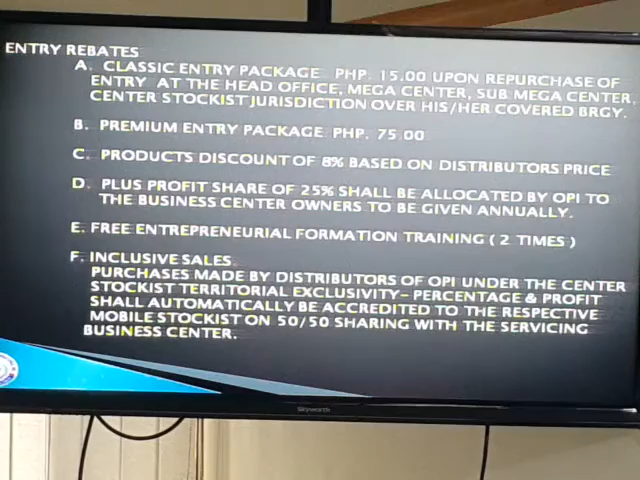 ENTRY REBATES
A. CLASSIC ENTRY PACKAGE PHP. 15.00 UPON REPURCHASE OF
ENTRY AT THE HEAD OFFICE, MEGA CENTER, SUB MEGA CENTER,
CENTER STOCKIST JURISDICTION OVER HIS/HER COVERED BRGY.
B. PREMIUM ENTRY PACKAGE PHP. 75.00
C. PRODUCTS DISCOUNT OF 8% BASED ON DISTRIBUTORS PRICE
D. PLUS PROFIT SHARE OF 25% SHALL BE ALLOCATED BY OPI TO
THE BUSINESS CENTER OWNERS TO BE GIVEN ANNUALLY.
E. FREE ENTREPRENEURIAL FORMATION TRAINING ( 2 TIMES )
F. INCLUSIVE SALES
PURCHASES MADE BY DISTRIBUTORS OF OPI UNDER THE CENTER
STOCKIST TERRITORIAL EXCLUSIVITY- PERCENTAGE & PROFIT
SHALL AUTOMATICALLY BE ACCREDITED TO THE RESPECTIVE
MOBILE STOCKIST ON 50/50 SHARING WITH THE SERVICING
BUSINESS CENTER.
Skyworth